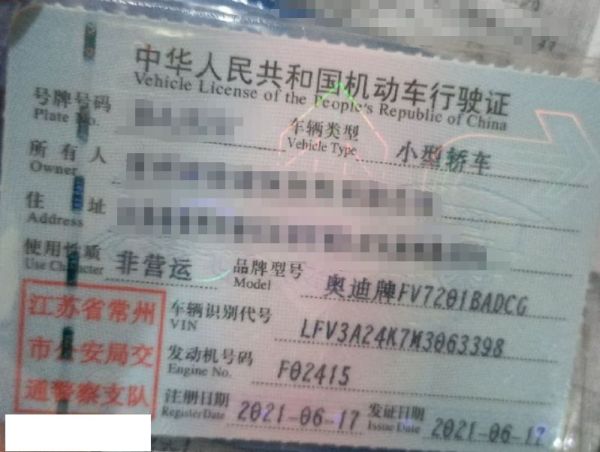 中华人民共和国机动车行驶证
Vehicle License of the People's Republic of China
号牌号码
Plate No.
车辆类型 小型轿车
Vehicle Type
所有人
Owner
住址
Address
使用性质 非营运
Use Character
品牌型号 奥迪牌FV7201BADCG
Model
江苏省常州
市公安局交
通警察支队
车辆识别代号 LFV3A24K7M3063398
VIN
发动机号码 F02415
Engine No.
注册日期 2021-06-17
Register Date
发证日期 2021-06-17
Issue Date